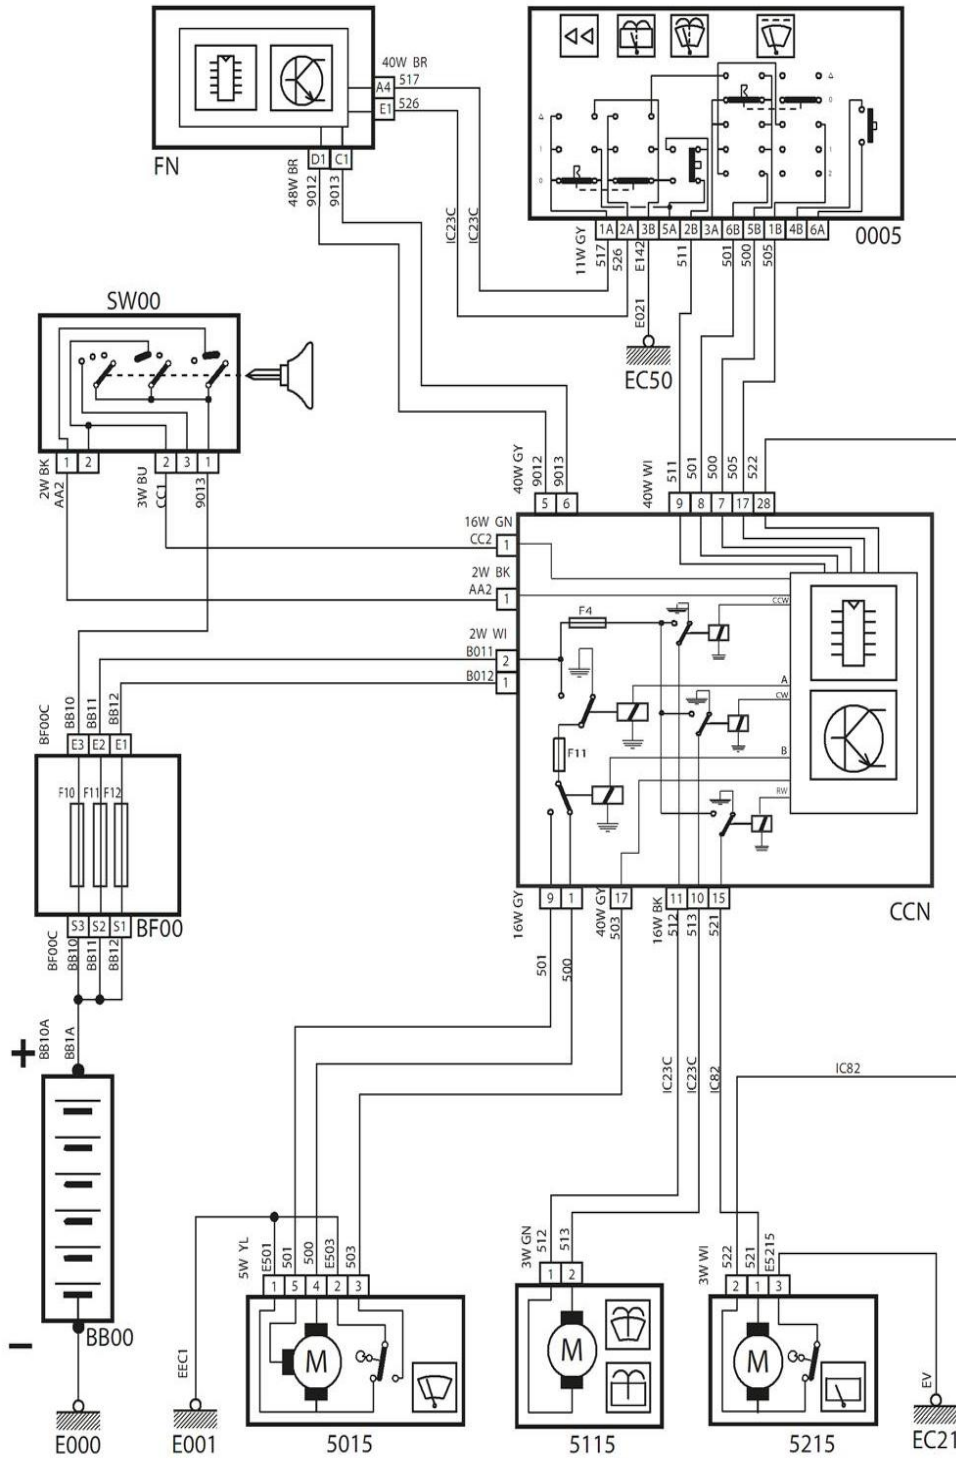 40W BR
517
A4
E1
526
FN
D1 C1
48W BR
9012
9013
IC23C
IC23C
Δ
1
0
Δ
0
1
2
1A 2A 3B 5A 2B 3A 6B 5B 1B 4B 6A
0005
11W GY
517
526
E142
511
501
500
505
E021
EC50
SW00
1 2
2 3 1
2W BK
AA2
3W BU
CC1
9013
40W GY
9012
9013
40W WI
511
501
500
505
522
5 6
9 8 7 17 28
16W GN
CC2
1
2W BK
AA2
1
2W WI
B011
2
B012
1
F4
CCW
A
CW
F11
B
RW
BF00C
BB10
BB11
BB12
E3 E2 E1
F10 F11 F12
S3 S2 S1
BF00
BF00C
BB10
BB11
BB12
CCN
9 1 17 11 10 15
16W GY
501
500
40W GY
503
16W BK
512
513
521
BB10A
BB1A
+
IC23C
IC23C
IC82
IC82
BB00
−
E000
EEC1
E001
5W YL
E501
501
500
E503
503
1 5 4 2 3
M
5015
3W GN
512
513
1 2
M
5115
3W WI
522
521
E5215
2 1 3
M
5215
EV
EC21